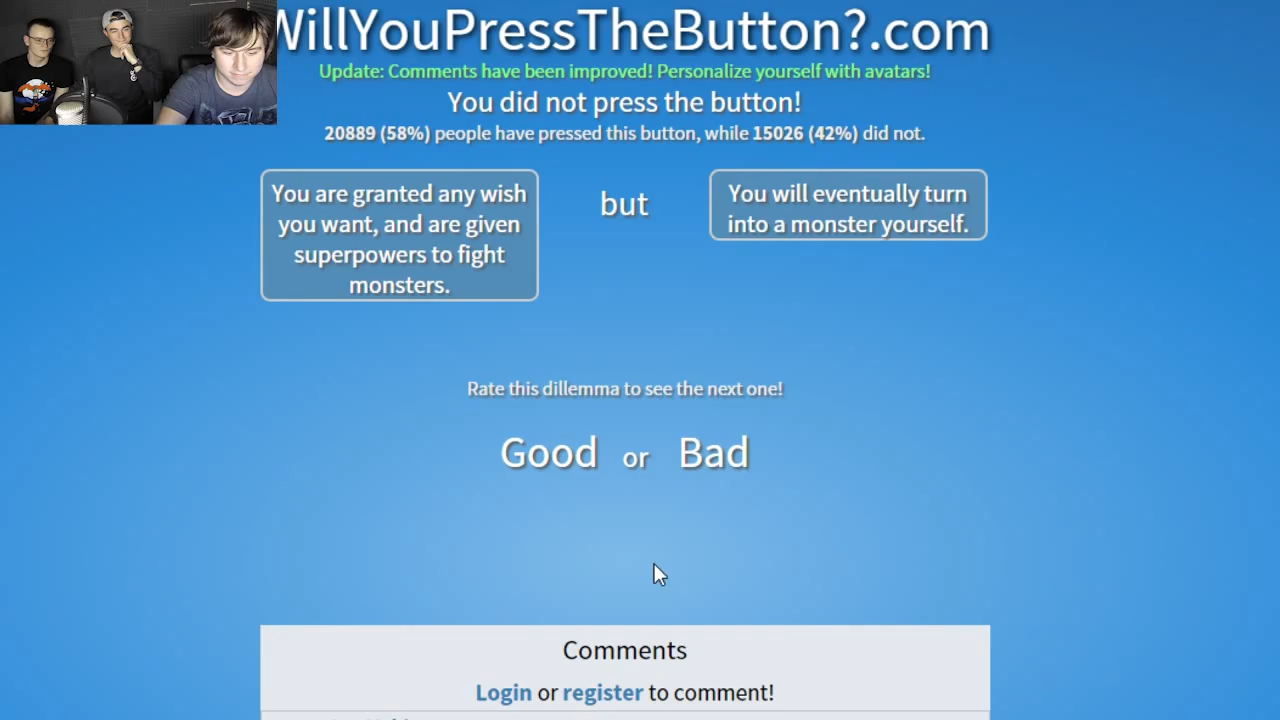 WillYouPressTheButton?.com
Update: Comments have been improved! Personalize yourself with avatars!
You did not press the button!
20889 (58%) people have pressed this button, while 15026 (42%) did not.
You are granted any wish
you want, and are given
superpowers to fight
monsters.
but
You will eventually turn
into a monster yourself.
Rate this dillemma to see the next one!
Good or Bad
Comments
Login or register to comment!